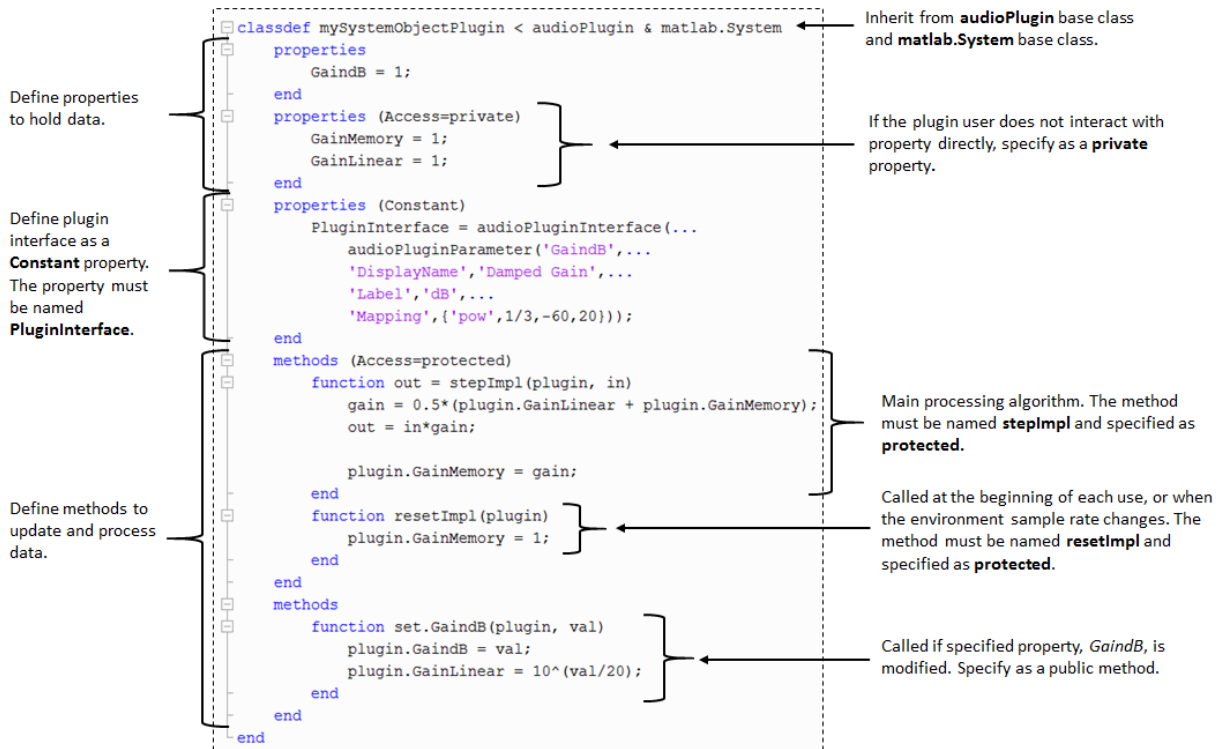 classdef mySystemObjectPlugin < audioPlugin & matlab.System
properties
GaindB = 1;
end
properties (Access=private)
GainMemory = 1;
GainLinear = 1;
end
properties (Constant)
PluginInterface = audioPluginInterface(...
audioPluginParameter('GaindB',...
'DisplayName','Damped Gain',...
'Label','dB',...
'Mapping',{'pow',1/3,-60,20}));
end
methods (Access=protected)
function out = stepImpl(plugin, in)
gain = 0.5*(plugin.GainLinear + plugin.GainMemory);
out = in*gain;
plugin.GainMemory = gain;
end
function resetImpl(plugin)
plugin.GainMemory = 1;
end
end
methods
function set.GaindB(plugin, val)
plugin.GaindB = val;
plugin.GainLinear = 10^(val/20);
end
end
end
Define properties
to hold data.
Define plugin
interface as a
Constant property.
The property must
be named
PluginInterface.
Define methods to
update and process
data.
Inherit from audioPlugin base class
and matlab.System base class.
If the plugin user does not interact with
property directly, specify as a private
property.
Main processing algorithm. The method
must be named stepImpl and specified as
protected.
Called at the beginning of each use, or when
the environment sample rate changes. The
method must be named resetImpl and
specified as protected.
Called if specified property, GaindB, is
modified. Specify as a public method.